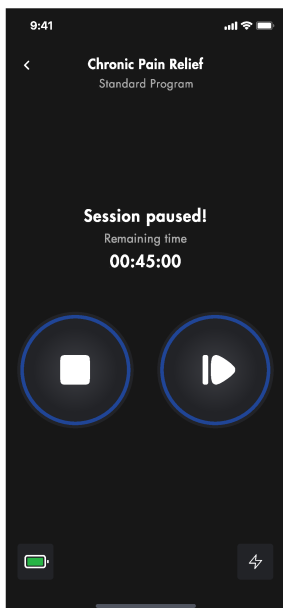 9:41
Chronic Pain Relief
Standard Program
Session paused!
Remaining time
00:45:00